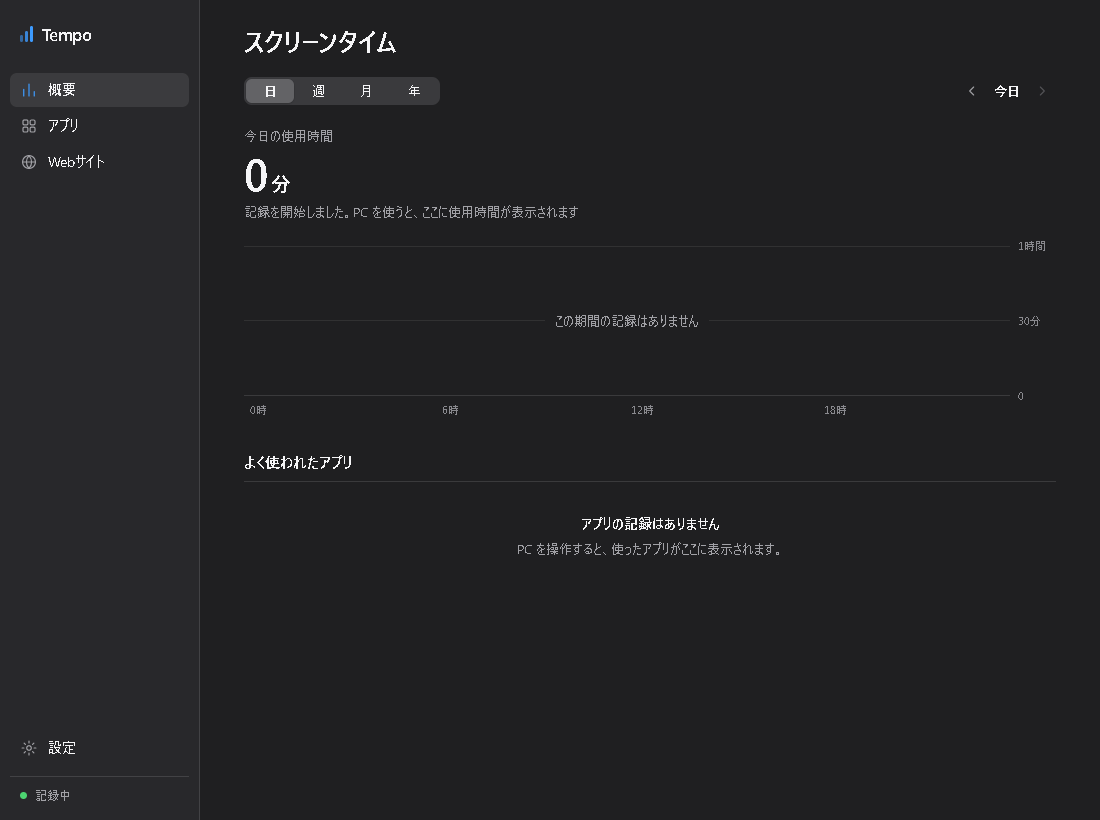 Tempo
概要
アプリ
Webサイト
設定
記録中
スクリーンタイム
日 週 月 年
今日
今日の使用時間
0分
記録を開始しました。PC を使うと、ここに使用時間が表示されます
1時間
この期間の記録はありません
30分
0
0時 6時 12時 18時
よく使われたアプリ
アプリの記録はありません
PC を操作すると、使ったアプリがここに表示されます。